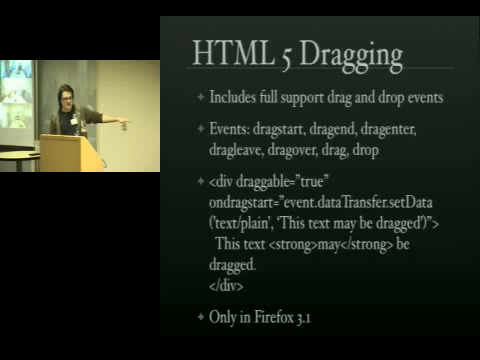 HTML 5 Dragging
Includes full support drag and drop events
Events: dragstart, dragend, dragenter,
dragleave, dragover, drag, drop
<div draggable="true"
ondragstart="event.dataTransfer.setData
('text/plain', 'This text may be dragged')">
This text <strong>may</strong> be
dragged.
</div>
Only in Firefox 3.1